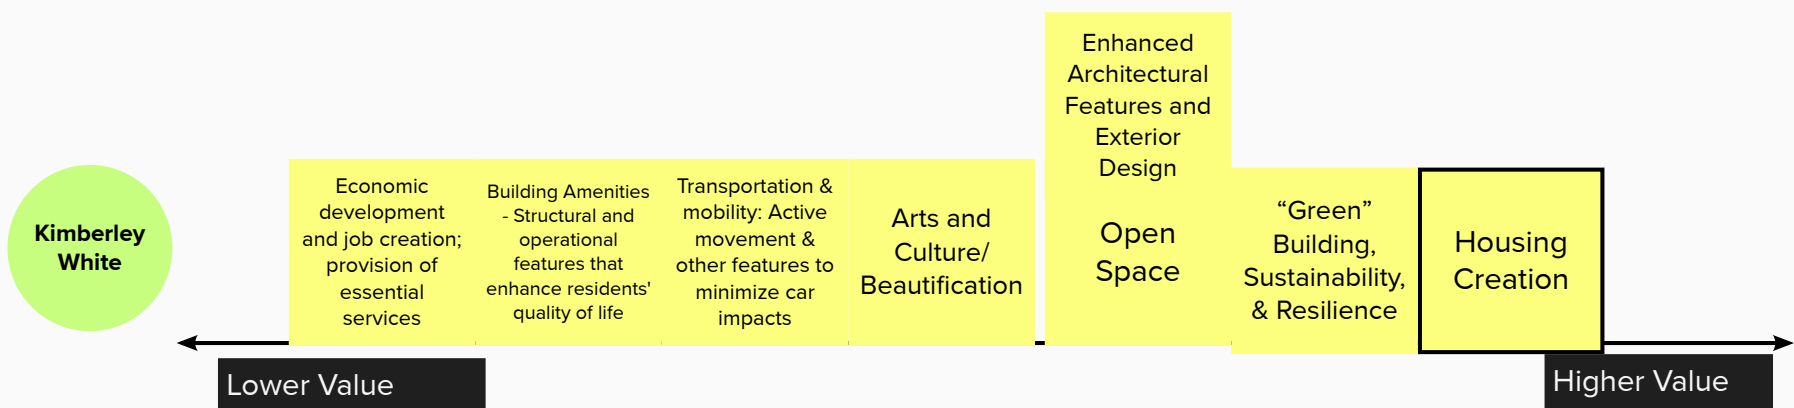 Kimberley
White
Economic
development
and job creation;
provision of
essential
services
Building Amenities
- Structural and
operational
features that
enhance residents'
quality of life
Transportation &
mobility: Active
movement &
other features to
minimize car
impacts
Arts and
Culture/
Beautification
Enhanced
Architectural
Features and
Exterior
Design
Open
Space
“Green”
Building,
Sustainability,
& Resilience
Housing
Creation
Lower Value
Higher Value